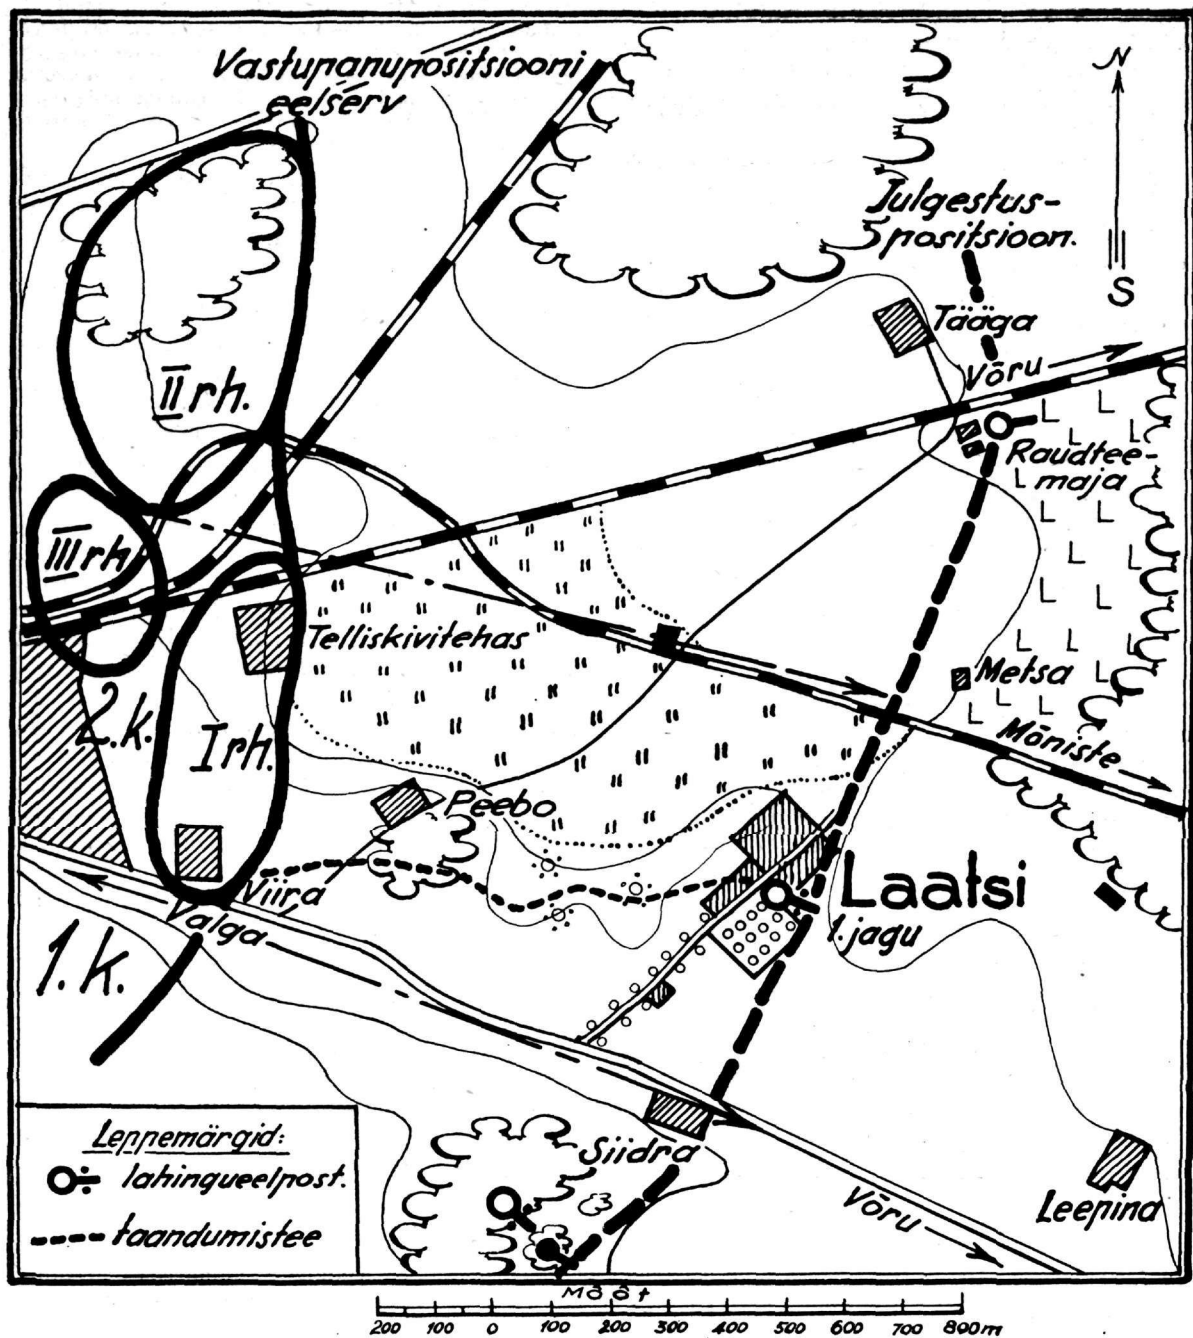 Vastupanupositsiooni
eelserv
N
S
Julgestus-
positsioon.
Tääga
Võru
Raudtee-
maja
II rh.
III rh
Telliskivitehas
Metsa
2.k.
I rh.
Mõniste
Peebo
Viira
Valga
Laatsi
1. jagu
1.k.
Siidra
Võru
Leepina
Leppemärgid:
lahingueelpost.
taandumistee
Mõõt
200 100 0 100 200 300 400 500 600 700 800m